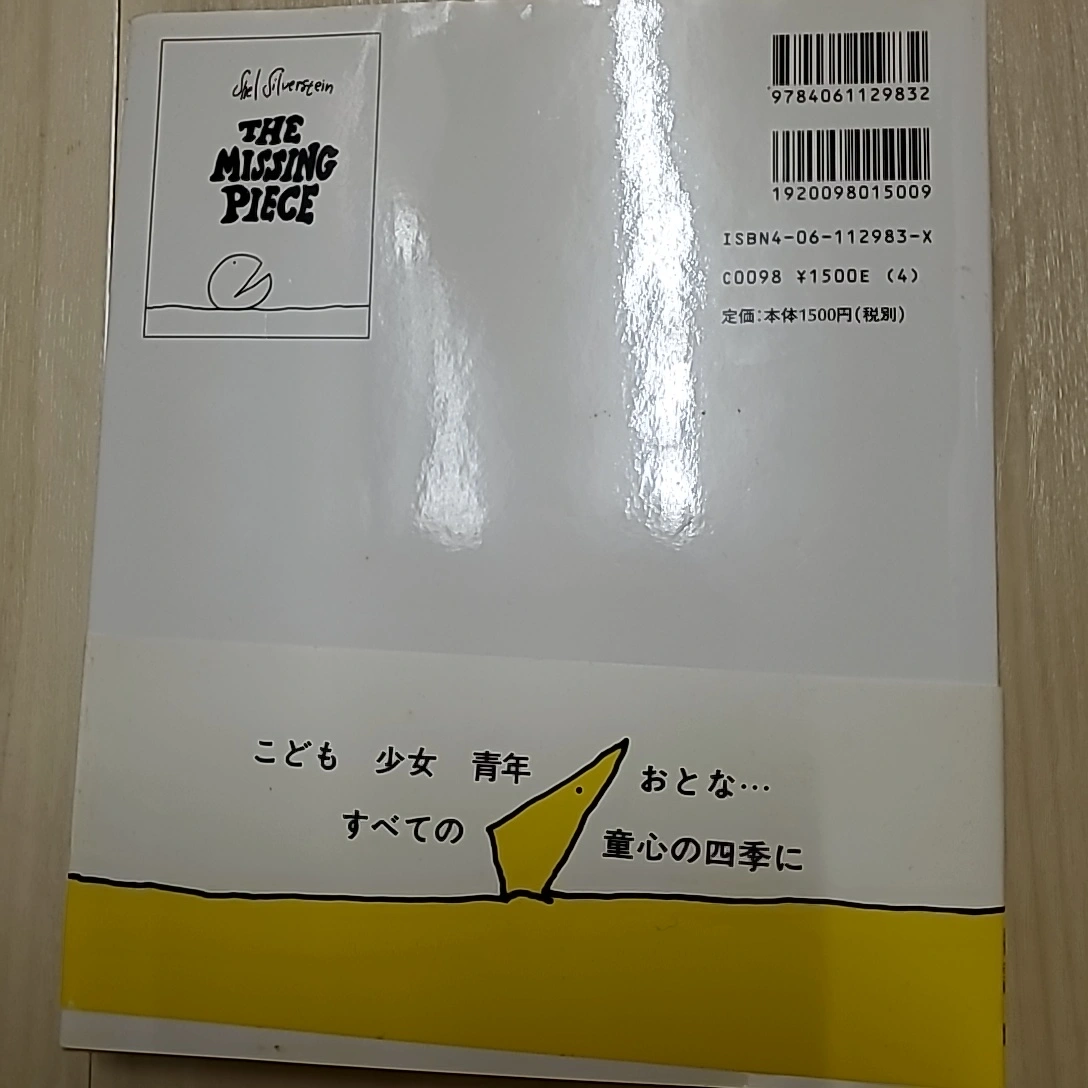 Shel Silverstein
THE
MISSING
PIECE
9784061129832
1920098015009
ISBN4-06-112983-X
C0098 ¥1500E (4)
定価:本体1500円(税別)
こども 少女 青年 おとな…
すべての 童心の四季に